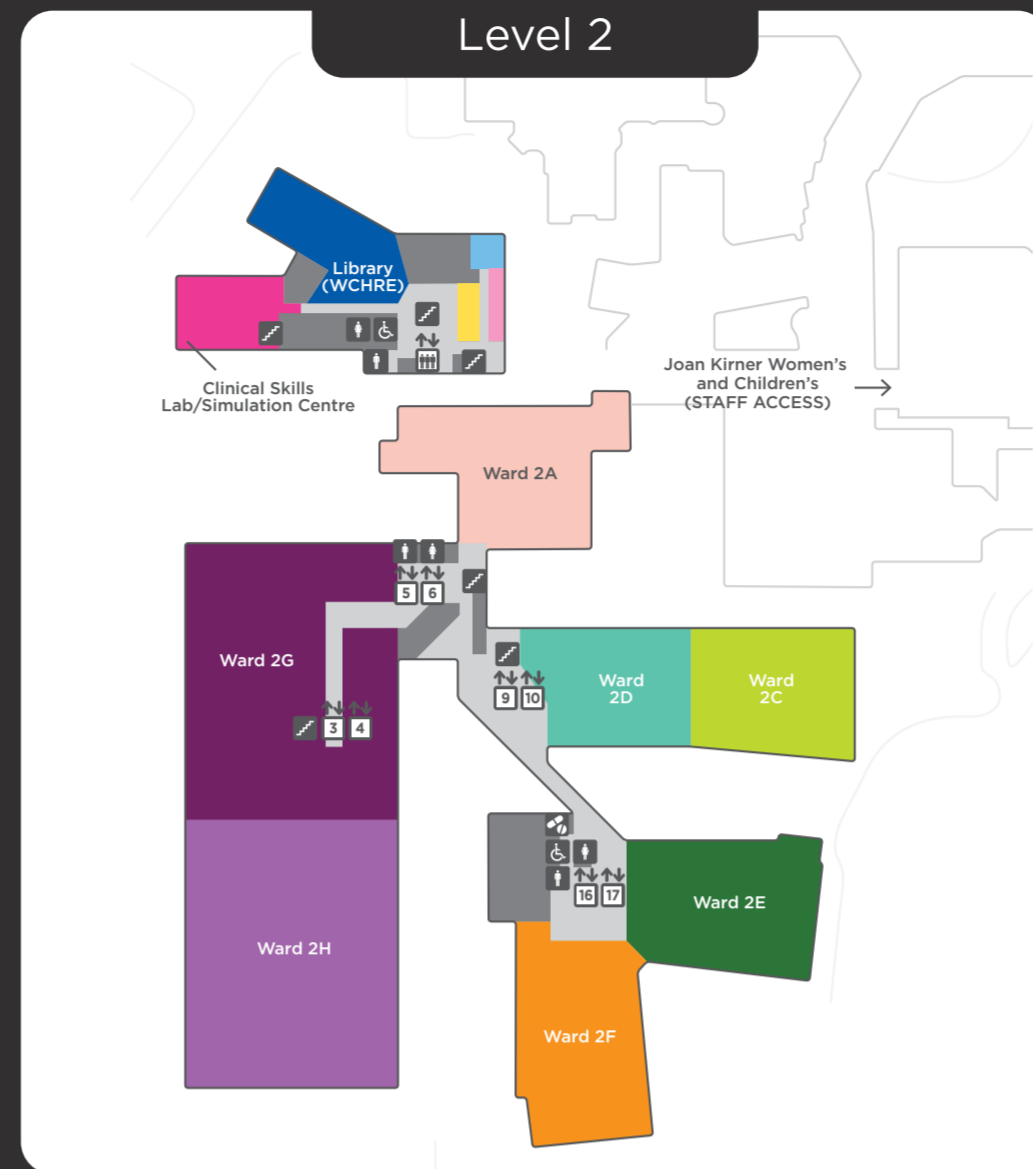 Level 2
Library
(WCHRE)
Clinical Skills
Lab/Simulation Centre
Joan Kirner Women's
and Children's
(STAFF ACCESS)
Ward 2A
5 6
Ward 2G
9 10
Ward
2D
Ward
2C
3 4
16 17
Ward 2E
Ward 2H
Ward 2F